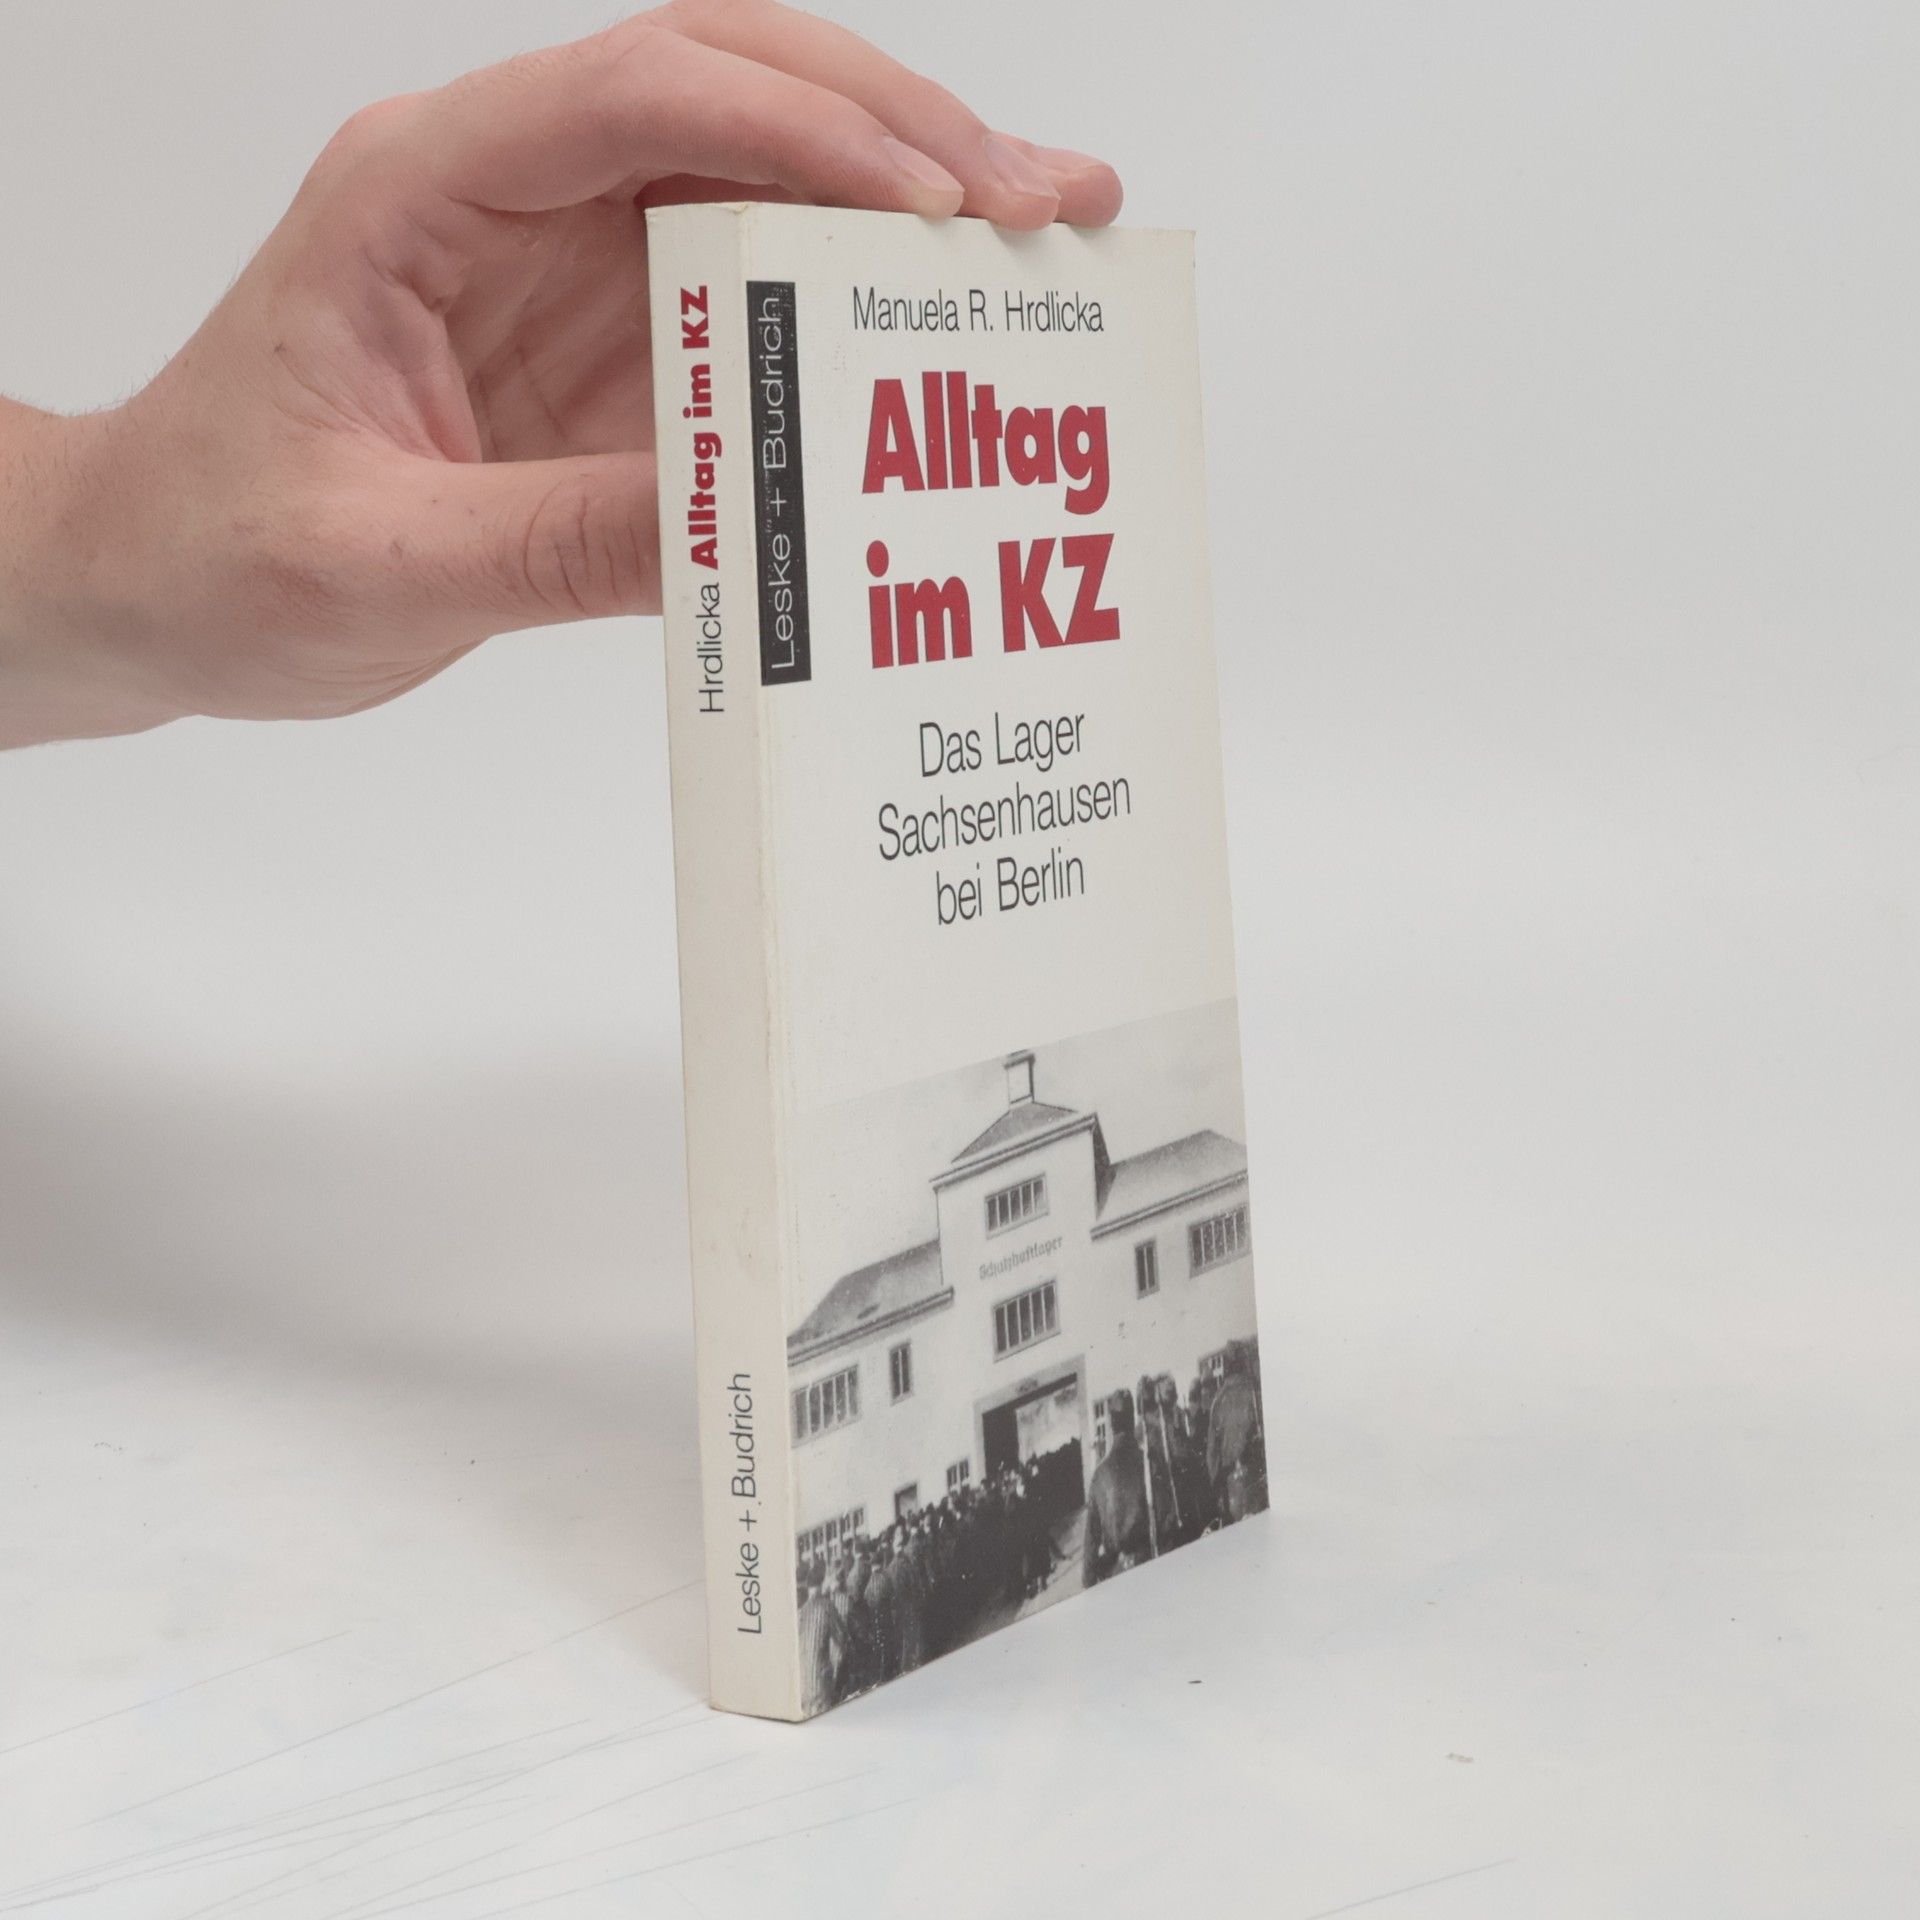 Hrdlicka Alltag im KZ
Leske + Budrich
Leske + Budrich
Manuela R. Hrdlicka
Alltag
im KZ
Das Lager
Sachsenhausen
bei Berlin
Schutzhaftlager